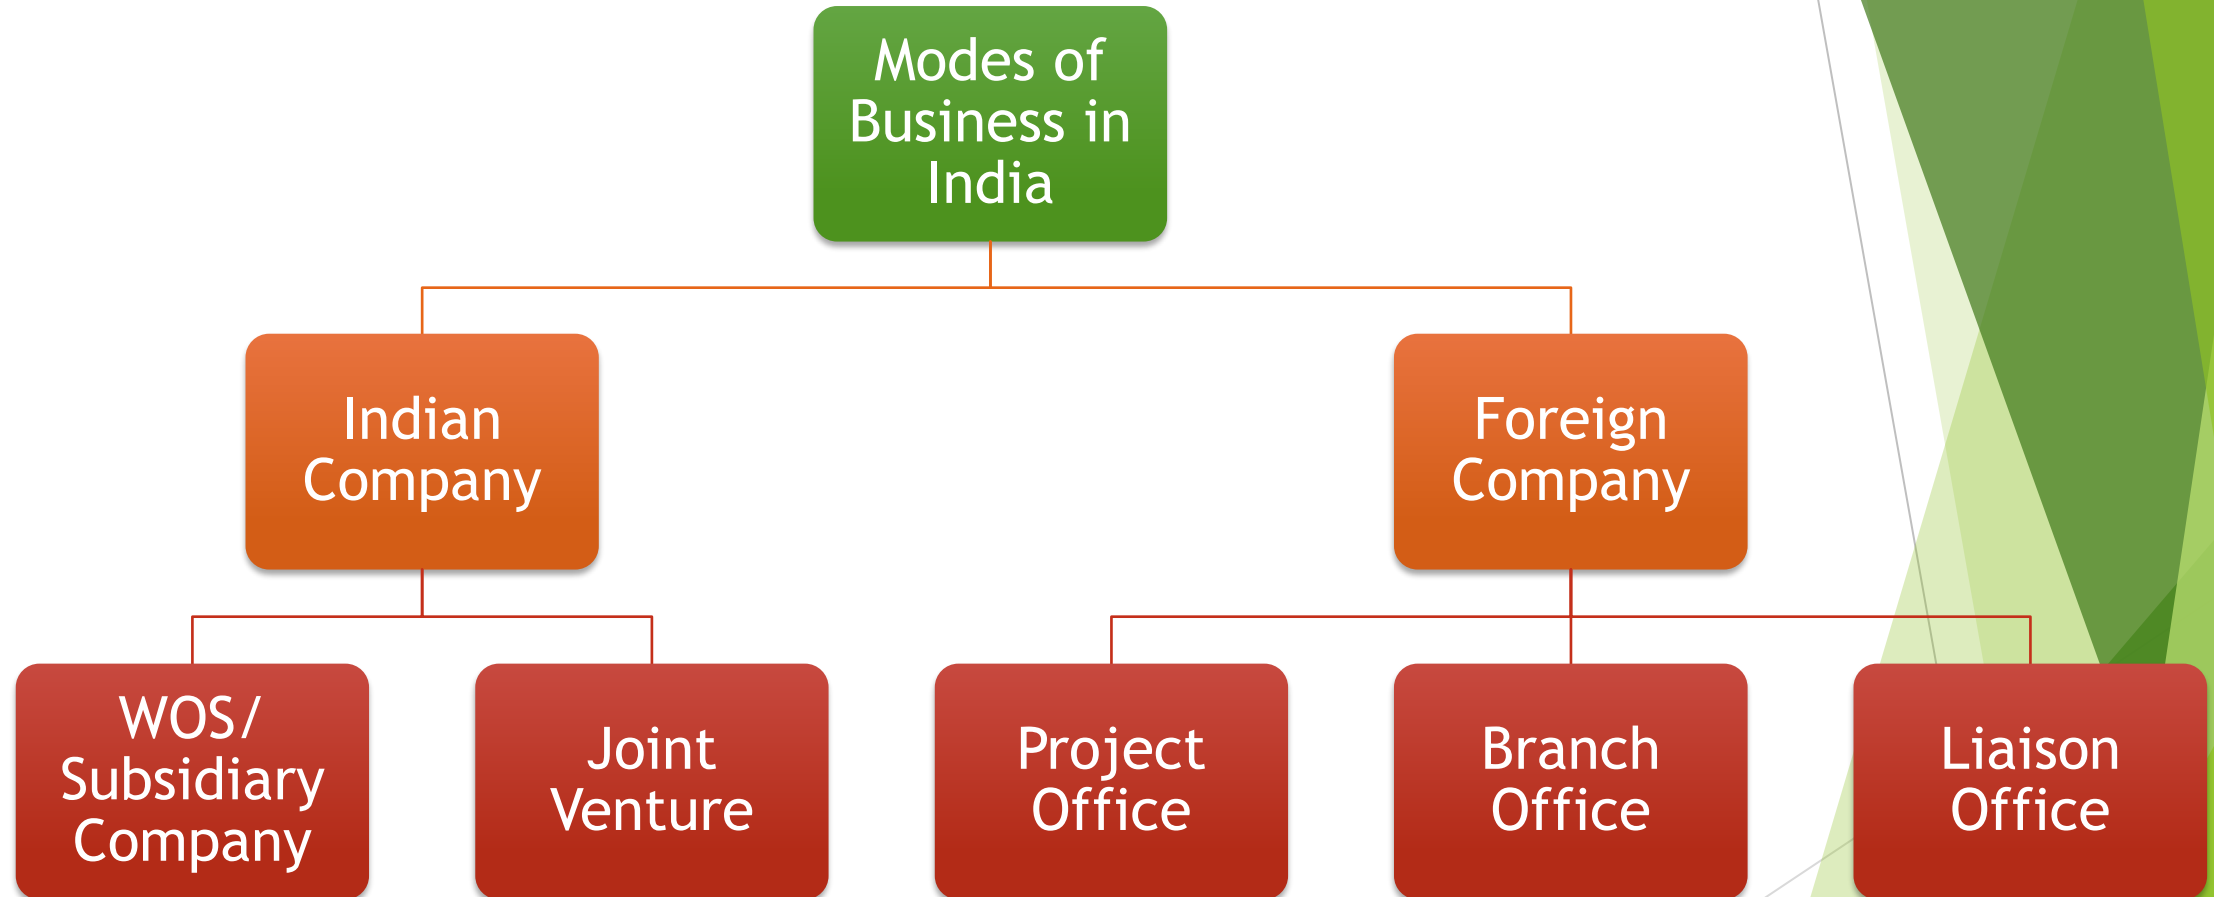 Modes of
Business in
India
Indian
Company
Foreign
Company
WOS/
Subsidiary
Company
Joint
Venture
Project
Office
Branch
Office
Liaison
Office